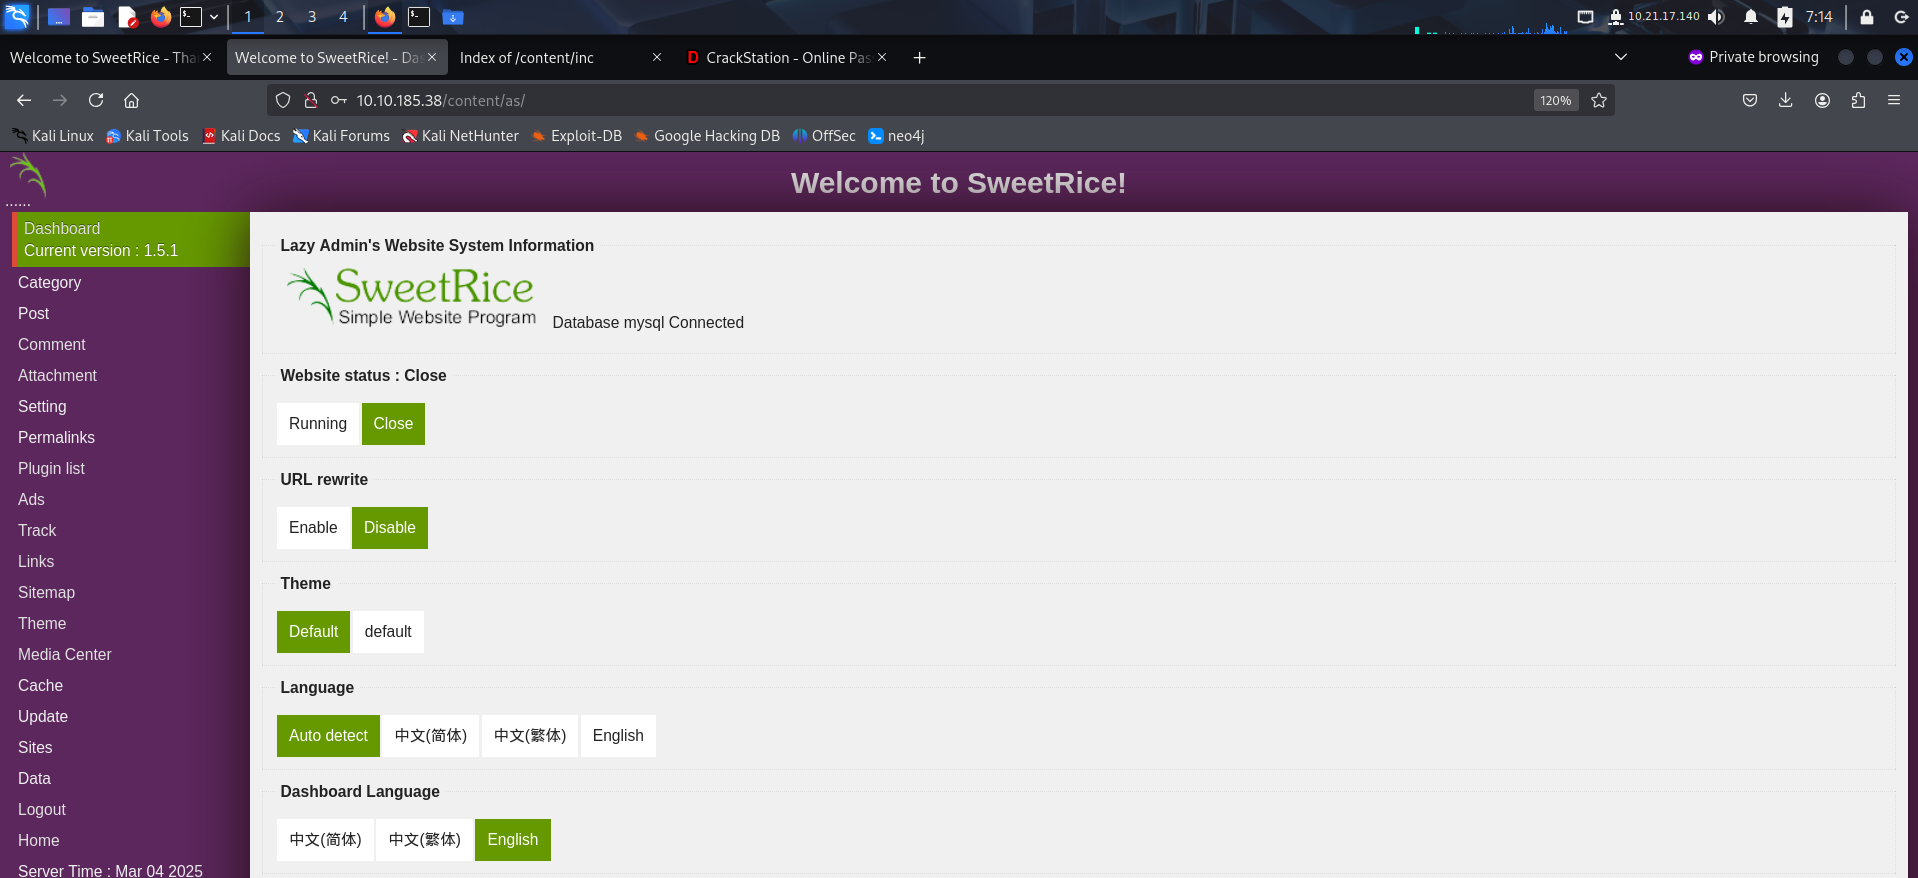 1 2 3 4 10.21.17.140 7:14
Welcome to SweetRice - Tha Welcome to SweetRice! - Das Index of /content/inc CrackStation - Online Pas Private browsing
10.10.185.38/content/as/ 120%
Kali Linux Kali Tools Kali Docs Kali Forums Kali NetHunter Exploit-DB Google Hacking DB OffSec neo4j
Welcome to SweetRice!
......
Dashboard
Current version : 1.5.1
Category
Post
Comment
Attachment
Setting
Permalinks
Plugin list
Ads
Track
Links
Sitemap
Theme
Media Center
Cache
Update
Sites
Data
Logout
Home
Server Time : Mar 04 2025
Lazy Admin's Website System Information
SweetRice
Simple Website Program
Database mysql Connected
Website status : Close
Running Close
URL rewrite
Enable Disable
Theme
Default default
Language
Auto detect 中文(简体) 中文(繁体) English
Dashboard Language
中文(简体) 中文(繁体) English